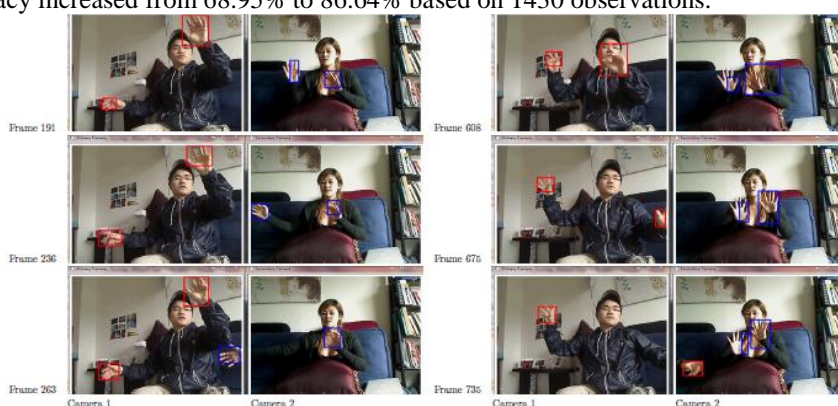 acy increased from 68.95% to 86.64% based on 1430 observations.
Frame 191
Frame 608
Frame 236
Frame 675
Frame 263
Frame 735
Camera 1
Camera 2
Camera 1
Camera 2